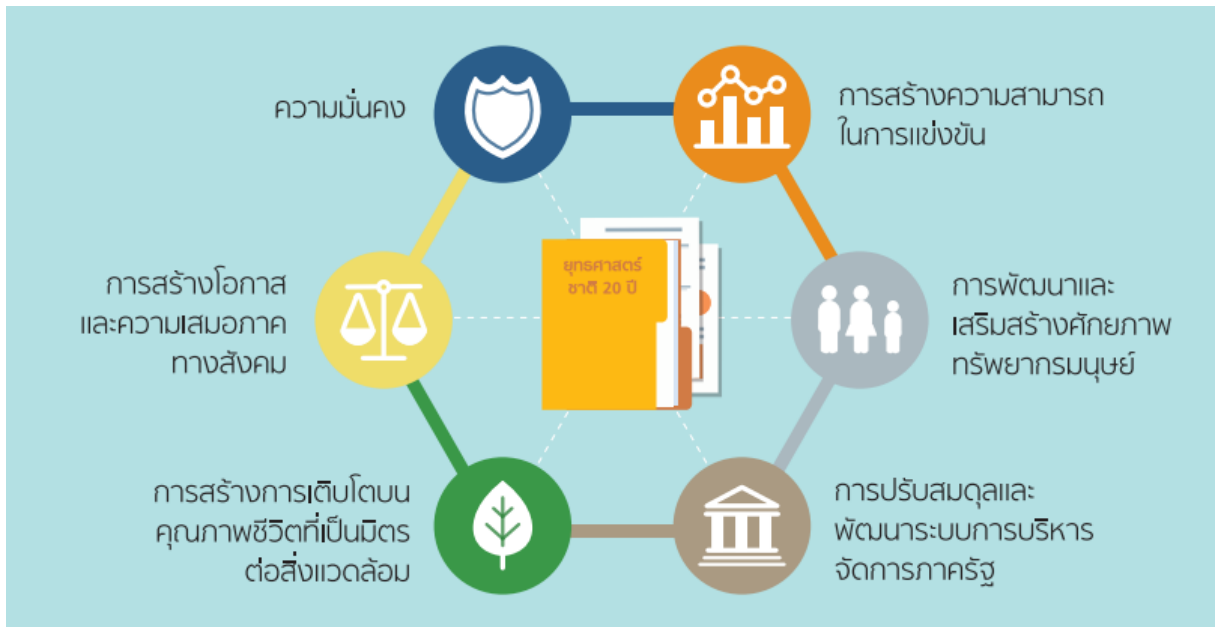 ความมั่นคง
การสร้างความสามารถ
ในการแข่งขัน
ยุทธศาสตร์
ชาติ 20 ปี
การสร้างโอกาส
และความเสมอภาค
ทางสังคม
การพัฒนาและ
เสริมสร้างศักยภาพ
ทรัพยากรมนุษย์
การสร้างการเติบโตบน
คุณภาพชีวิตที่เป็นมิตร
ต่อสิ่งแวดล้อม
การปรับสมดุลและ
พัฒนาระบบการบริหาร
จัดการภาครัฐ